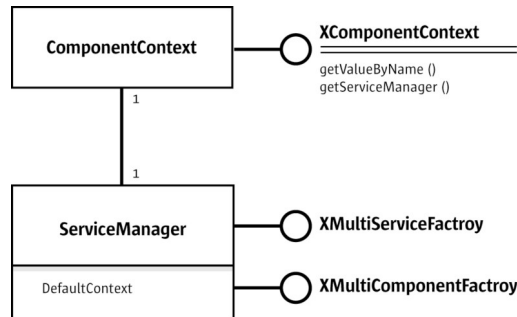 ComponentContext
XComponentContext
getValueByName ()
getServiceManager ()
1
1
ServiceManager
XMultiServiceFactroy
DefaultContext
XMultiComponentFactroy